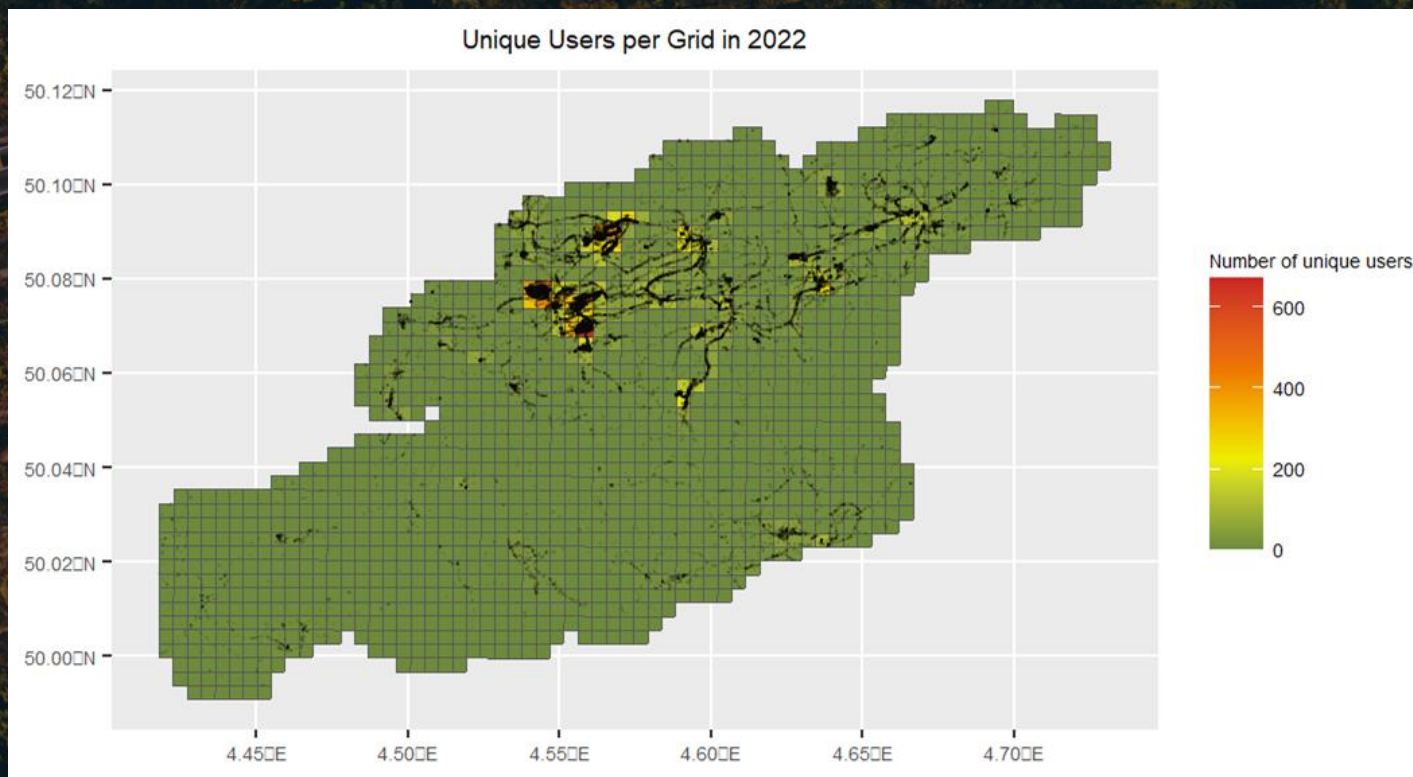 Unique Users per Grid in 2022
50.12□N
50.10□N
50.08□N
50.06□N
50.04□N
50.02□N
50.00□N
4.45□E
4.50□E
4.55□E
4.60□E
4.65□E
4.70□E
Number of unique users
600
400
200
0